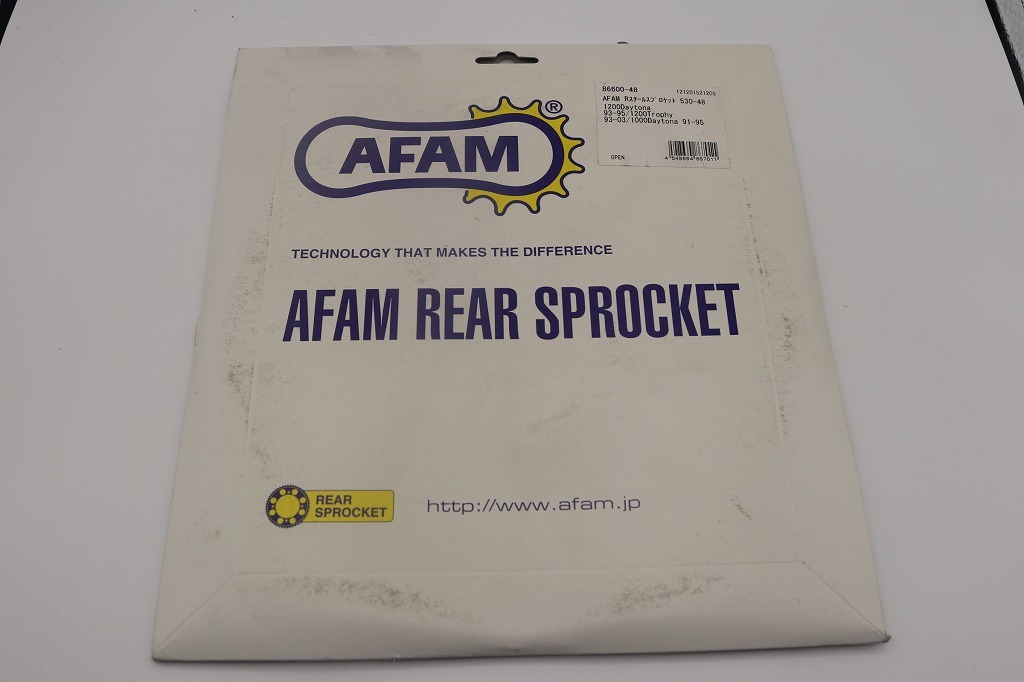 86600-48 121201521205
AFAM Rスチールスプロケット 530-48
1200Daytona
93-95/1200Trophy
93-03/1000Daytona 91-95
OPEN
4548664867011
AFAM®
TECHNOLOGY THAT MAKES THE DIFFERENCE
AFAM REAR SPROCKET
REAR
SPROCKET
http://www.afam.jp